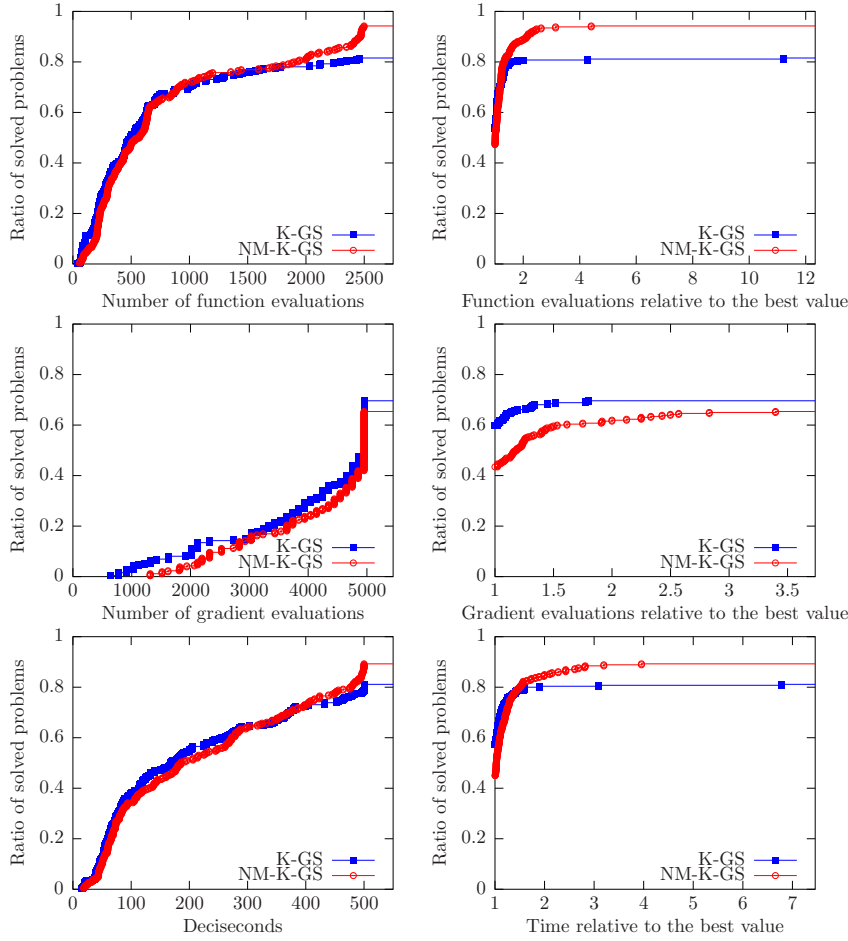 Ratio of solved problems
1
0.8
0.6
0.4
0.2
0
K-GS
NM-K-GS
0 500 1000 1500 2000 2500
Number of function evaluations
Ratio of solved problems
1
0.8
0.6
0.4
0.2
0
K-GS
NM-K-GS
2 4 6 8 10 12
Function evaluations relative to the best value
Ratio of solved problems
1
0.8
0.6
0.4
0.2
0
K-GS
NM-K-GS
0 1000 2000 3000 4000 5000
Number of gradient evaluations
Ratio of solved problems
1
0.8
0.6
0.4
0.2
0
K-GS
NM-K-GS
1 1.5 2 2.5 3 3.5
Gradient evaluations relative to the best value
Ratio of solved problems
1
0.8
0.6
0.4
0.2
0
K-GS
NM-K-GS
0 100 200 300 400 500
Deciseconds
Ratio of solved problems
1
0.8
0.6
0.4
0.2
0
K-GS
NM-K-GS
1 2 3 4 5 6 7
Time relative to the best value